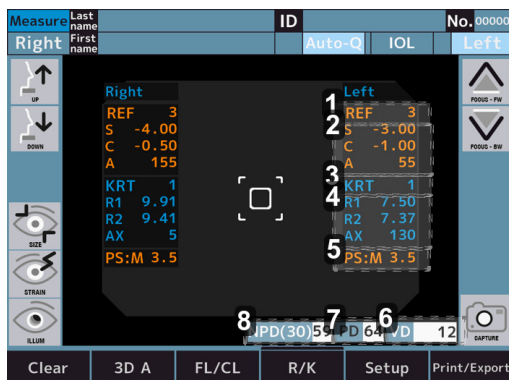 Measure Last name ID No. 00000
Right First name Auto-Q IOL Left
UP
DOWN
SIZE
STRAIN
ILLUM
Right
REF 3
S -4.00
C -0.50
A 155
KRT 1
R1 9.91
R2 9.41
AX 5
PS:M 3.5
Left
1
REF 3
2
S -3.00
C -1.00
A 55
3
KRT 1
4
R1 7.50
R2 7.37
AX 130
5
PS:M 3.5
8 7 6
NPD(30) 59 PD 64 VD 12
FOCUS - FW
FOCUS - BW
CAPTURE
Clear 3D A FL/CL R/K Setup Print/Export